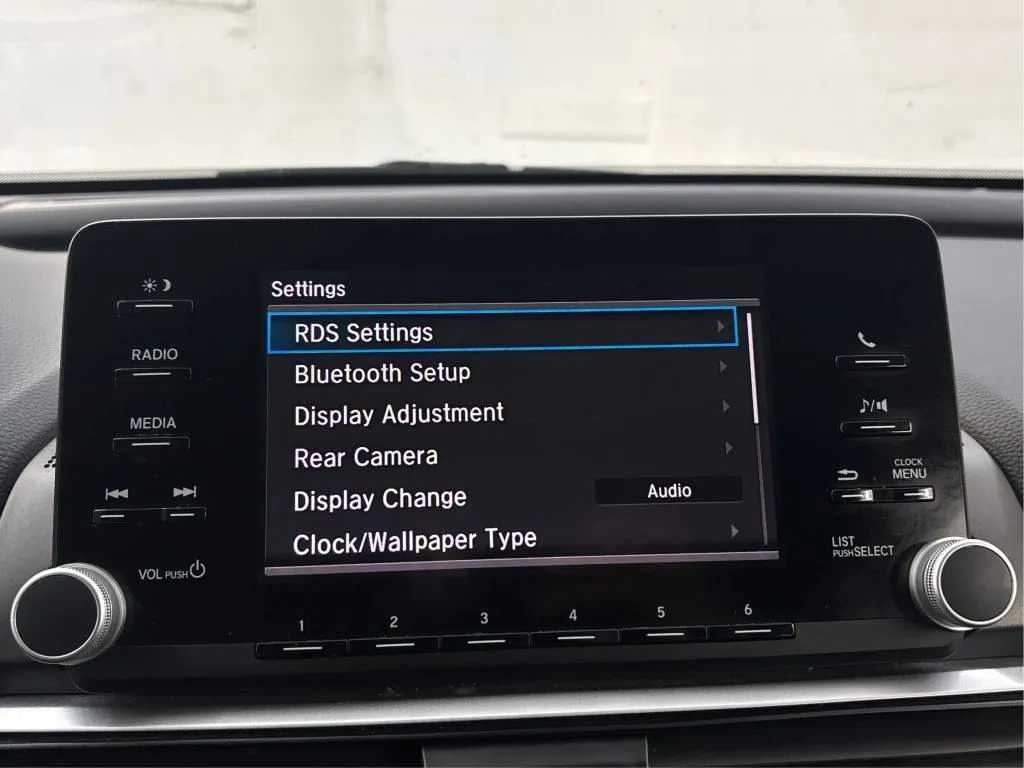 Settings
RDS Settings
Bluetooth Setup
Display Adjustment
Rear Camera
Display Change Audio
Clock/Wallpaper Type
RADIO
MEDIA
VOL PUSH
1 2 3 4 5 6
CLOCK
MENU
LIST
PUSH SELECT